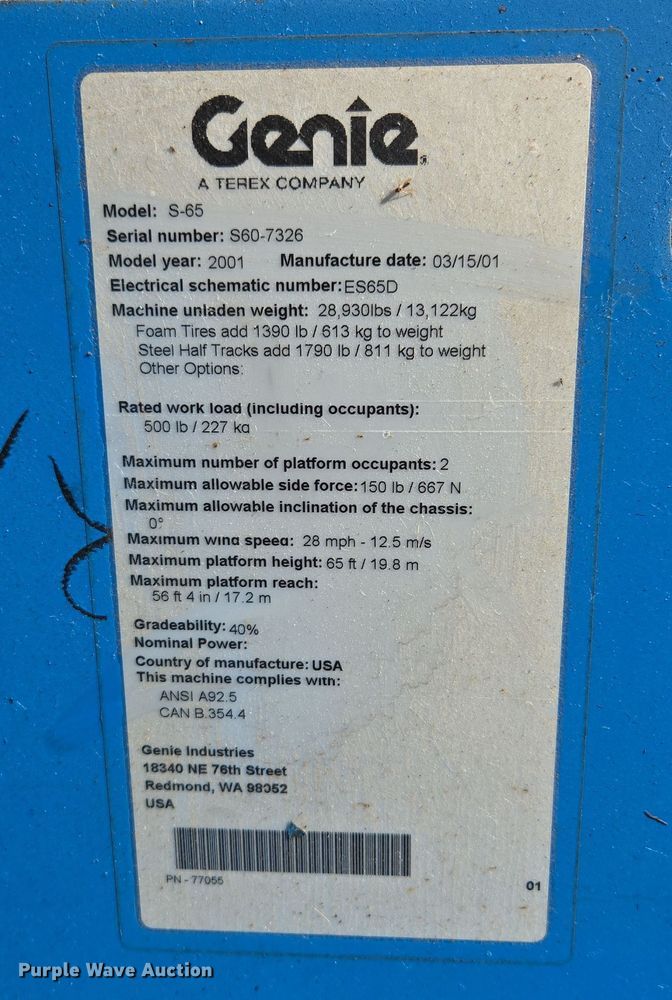 Genie
A TEREX COMPANY
Model: S-65
Serial number: S60-7326
Model year: 2001 Manufacture date: 03/15/01
Electrical schematic number: ES65D
Machine unladen weight: 28,930lbs / 13,122kg
Foam Tires add 1390 lb / 613 kg to weight
Steel Half Tracks add 1790 lb / 811 kg to weight
Other Options:
Rated work load (including occupants):
500 lb / 227 kg
Maximum number of platform occupants: 2
Maximum allowable side force: 150 lb / 667 N
Maximum allowable inclination of the chassis:
0°
Maximum wind speed: 28 mph - 12.5 m/s
Maximum platform height: 65 ft / 19.8 m
Maximum platform reach:
56 ft 4 in / 17.2 m
Gradeability: 40%
Nominal Power:
Country of manufacture: USA
This machine complies with:
ANSI A92.5
CAN B.354.4
Genie Industries
18340 NE 76th Street
Redmond, WA 98052
USA
PN - 77055
01
Purple Wave Auction